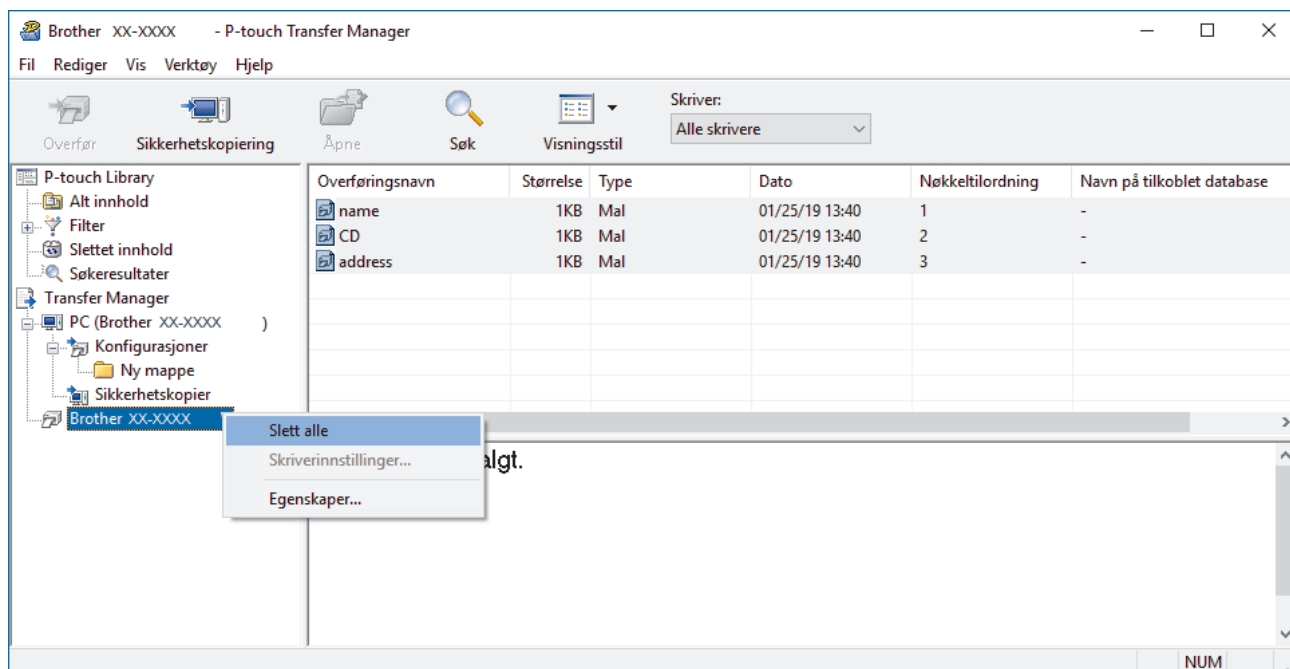 Brother XX-XXXX - P-touch Transfer Manager
Fil Rediger Vis Verktøy Hjelp
Overfør Sikkerhetskopiering Åpne Søk Visningsstil
Skriver:
Alle skrivere
P-touch Library
Alt innhold
Filter
Slettet innhold
Søkeresultater
Transfer Manager
PC (Brother XX-XXXX )
Konfigurasjoner
Ny mappe
Sikkerhetskopier
Brother XX-XXXX
Overføringsnavn Størrelse Type Dato Nøkkeltilordning Navn på tilkoblet database
name 1KB Mal 01/25/19 13:40 1 -
CD 1KB Mal 01/25/19 13:40 2 -
address 1KB Mal 01/25/19 13:40 3 -
Slett alle
Skriverinnstillinger...
Egenskaper...
algt.
NUM